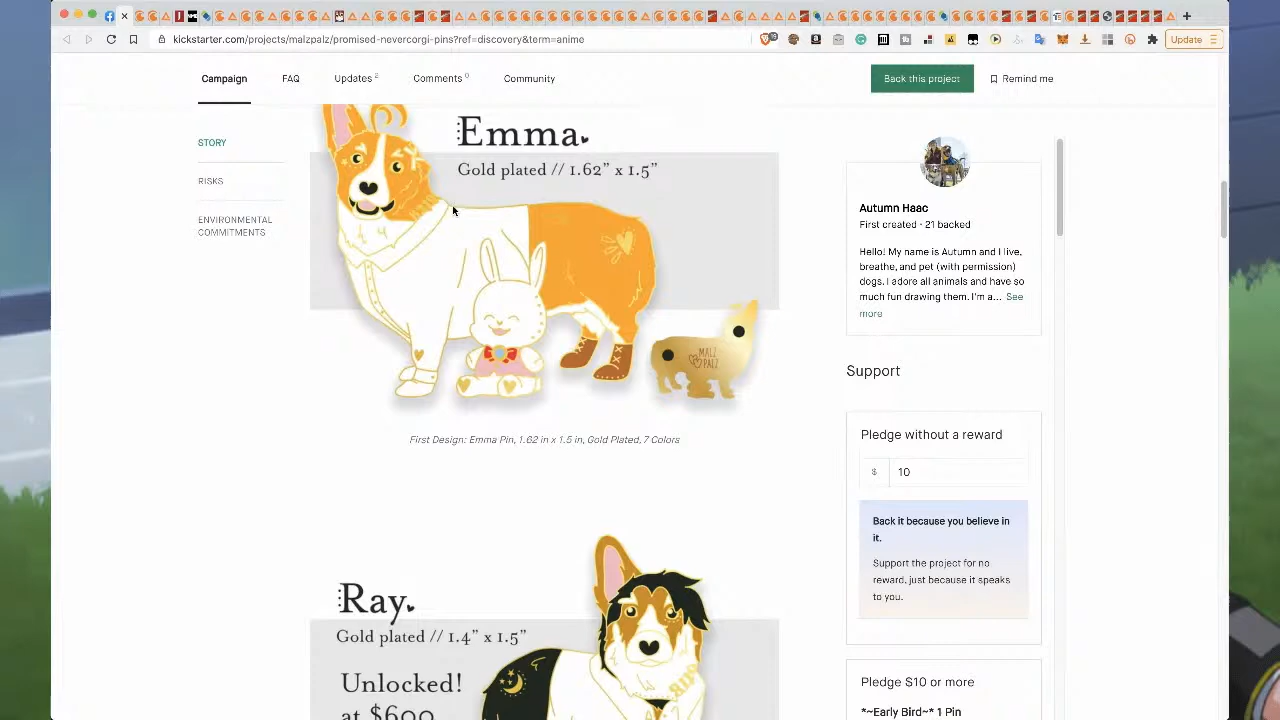 kickstarter.com/projects/malzpalz/promised-nevercorgi-pins?ref=discovery&term=anime
Update
Campaign
FAQ
Updates 2
Comments 0
Community
Back this project
Remind me
STORY
RISKS
ENVIRONMENTAL
COMMITMENTS
Emma
Gold plated // 1.62" x 1.5"
MALZ
PALZ
First Design: Emma Pin, 1.62 in x 1.5 in, Gold Plated, 7 Colors
Ray
Gold plated // 1.4" x 1.5"
Unlocked!
at $600
Autumn Haac
First created · 21 backed
Hello! My name is Autumn and I live,
breathe, and pet (with permission)
dogs. I adore all animals and have so
much fun drawing them. I'm a... See
more
Support
Pledge without a reward
$ 10
Back it because you believe in
it.
Support the project for no
reward, just because it speaks
to you.
Pledge $10 or more
*~Early Bird~* 1 Pin